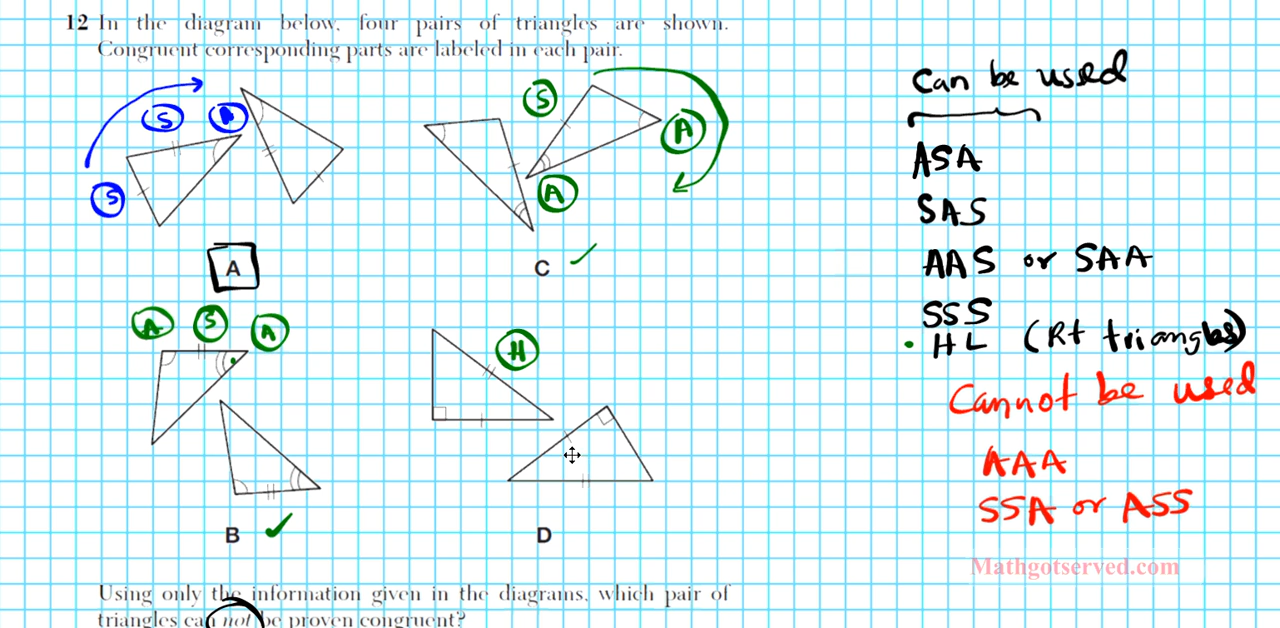 12 In the diagram below, four pairs of triangles are shown.
Congruent corresponding parts are labeled in each pair.
S
A
S
A
S
A
A
A
C
A
S
A
H
B
D
Using only the information given in the diagrams, which pair of
triangles can not be proven congruent?
Can be used
ASA
SAS
AAS or SAA
SSS
HL (Rt triangles)
Cannot be used
AAA
SSA or ASS
Mathgotserved.com